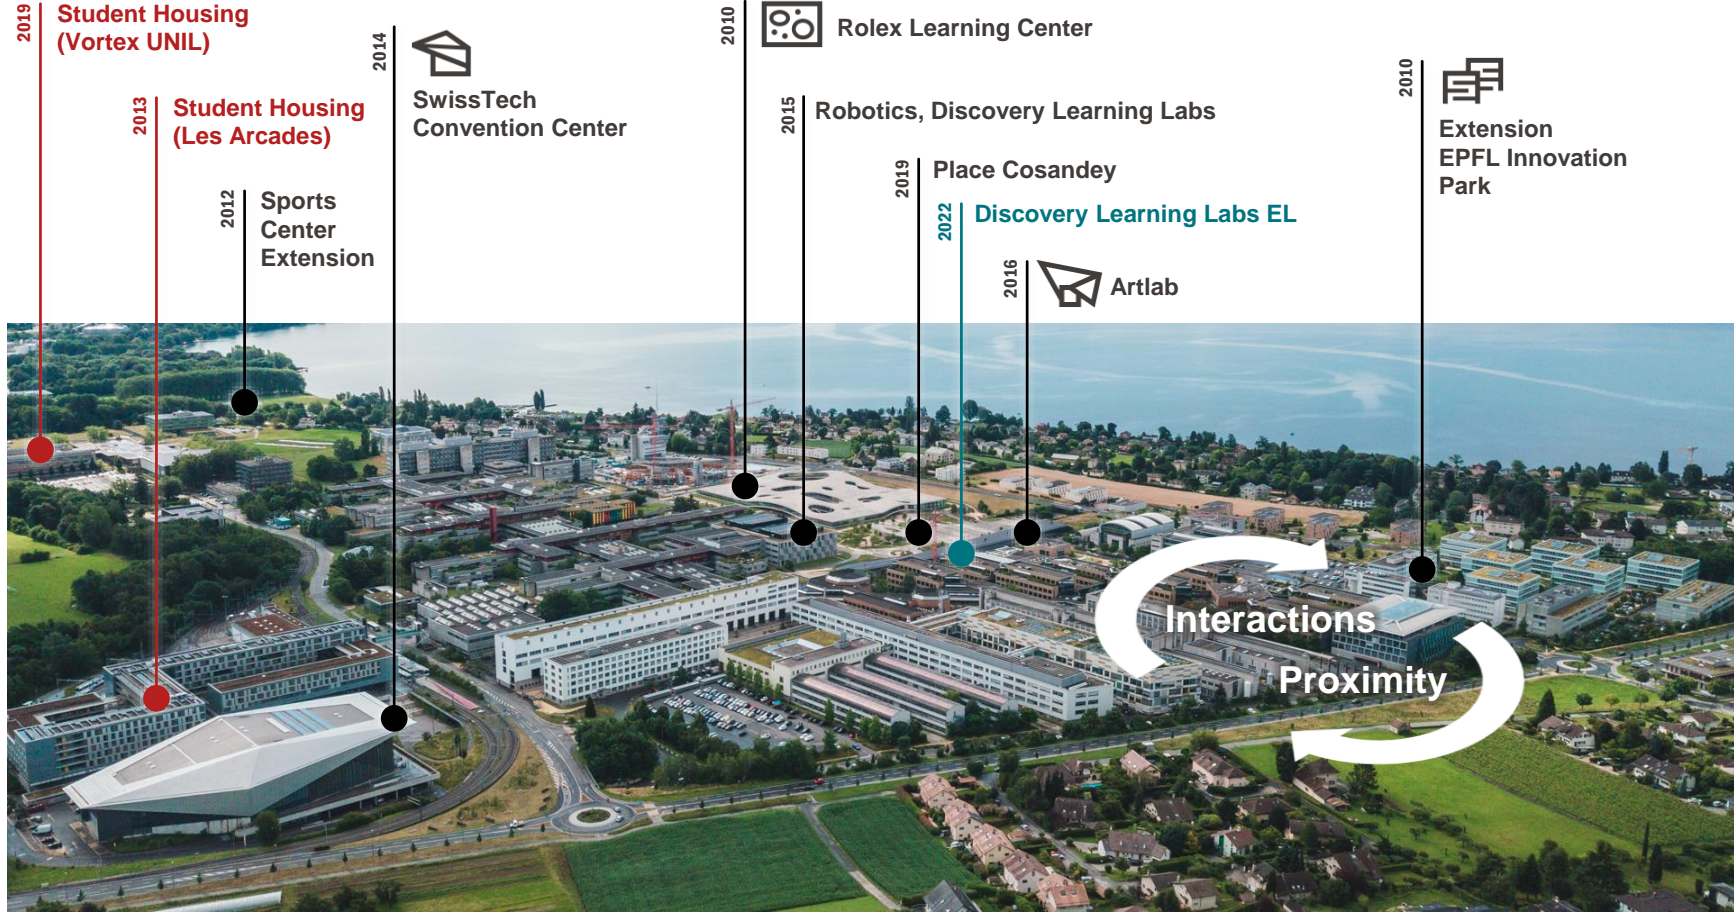 2019
Student Housing
(Vortex UNIL)
2013
Student Housing
(Les Arcades)
2012
Sports
Center
Extension
2014
SwissTech
Convention Center
2010
Rolex Learning Center
2015
Robotics, Discovery Learning Labs
2019
Place Cosandey
2022
Discovery Learning Labs EL
2016
Artlab
2010
Extension
EPFL Innovation
Park
Interactions
Proximity